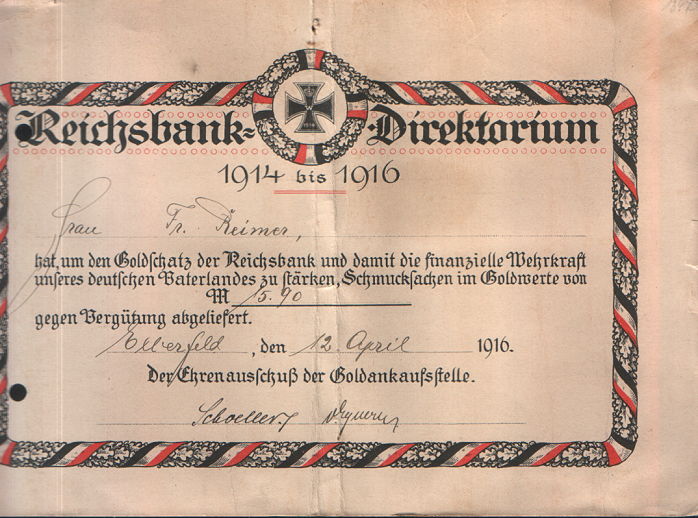 Reichsbank-Direktorium
1914 bis 1916
Frau Fr. Reimer,
hat, um den Goldschatz der Reichsbank und damit die finanzielle Wehrkraft
unseres deutschen Vaterlandes zu stärken, Schmucksachen im Goldwerte von
M 15.90
gegen Vergütung abgeliefert.
Elberfeld, den 12. April 1916.
Der Ehrenausschuß der Goldankaufsstelle.
Schoeller